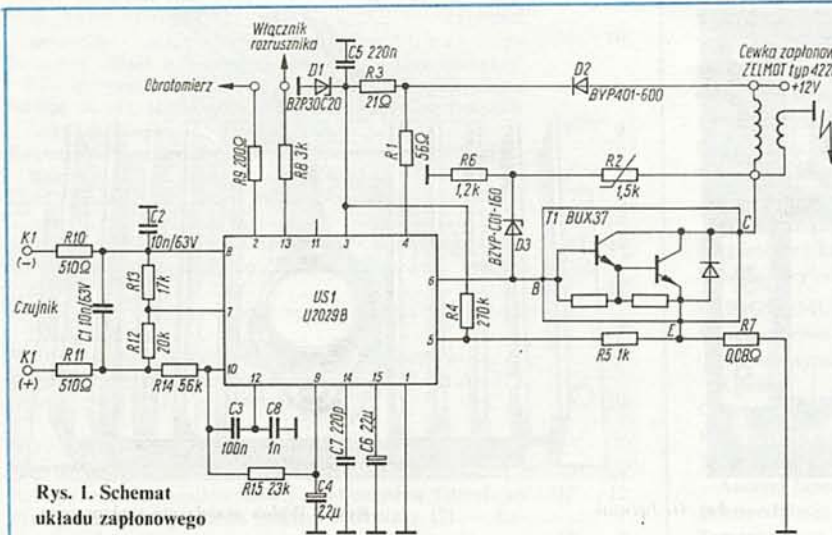 Włącznik
rozrusznika
Obrotomierz
C5 220n
D1
BZP30C20
R3
21Ω
D2
BYP401-600
Cewka zapłonowa
ZELMOT typ 4220
+12V
R9 200Ω
R8 3k
R1
56Ω
R6
1,2k
R2
1,5k
BZYP-C01-160
D3
T1 BUX37
C
B
E
C2
10n/63V
K1
(-)
R10
510Ω
Czujnik
C1 10n/63V
R13
17k
R12
20k
K1
(+)
R11
510Ω
R14 56k
2
13
11
3
4
8
7
10
6
5
US1
U2029B
12
9
14
15
1
R4
270k
R5 1k
R7
0,08Ω
C3
100n
C8
1n
R15 23k
C4
2,2µ
C7 220p
C6 22µ
Rys. 1. Schemat
układu zapłonowego